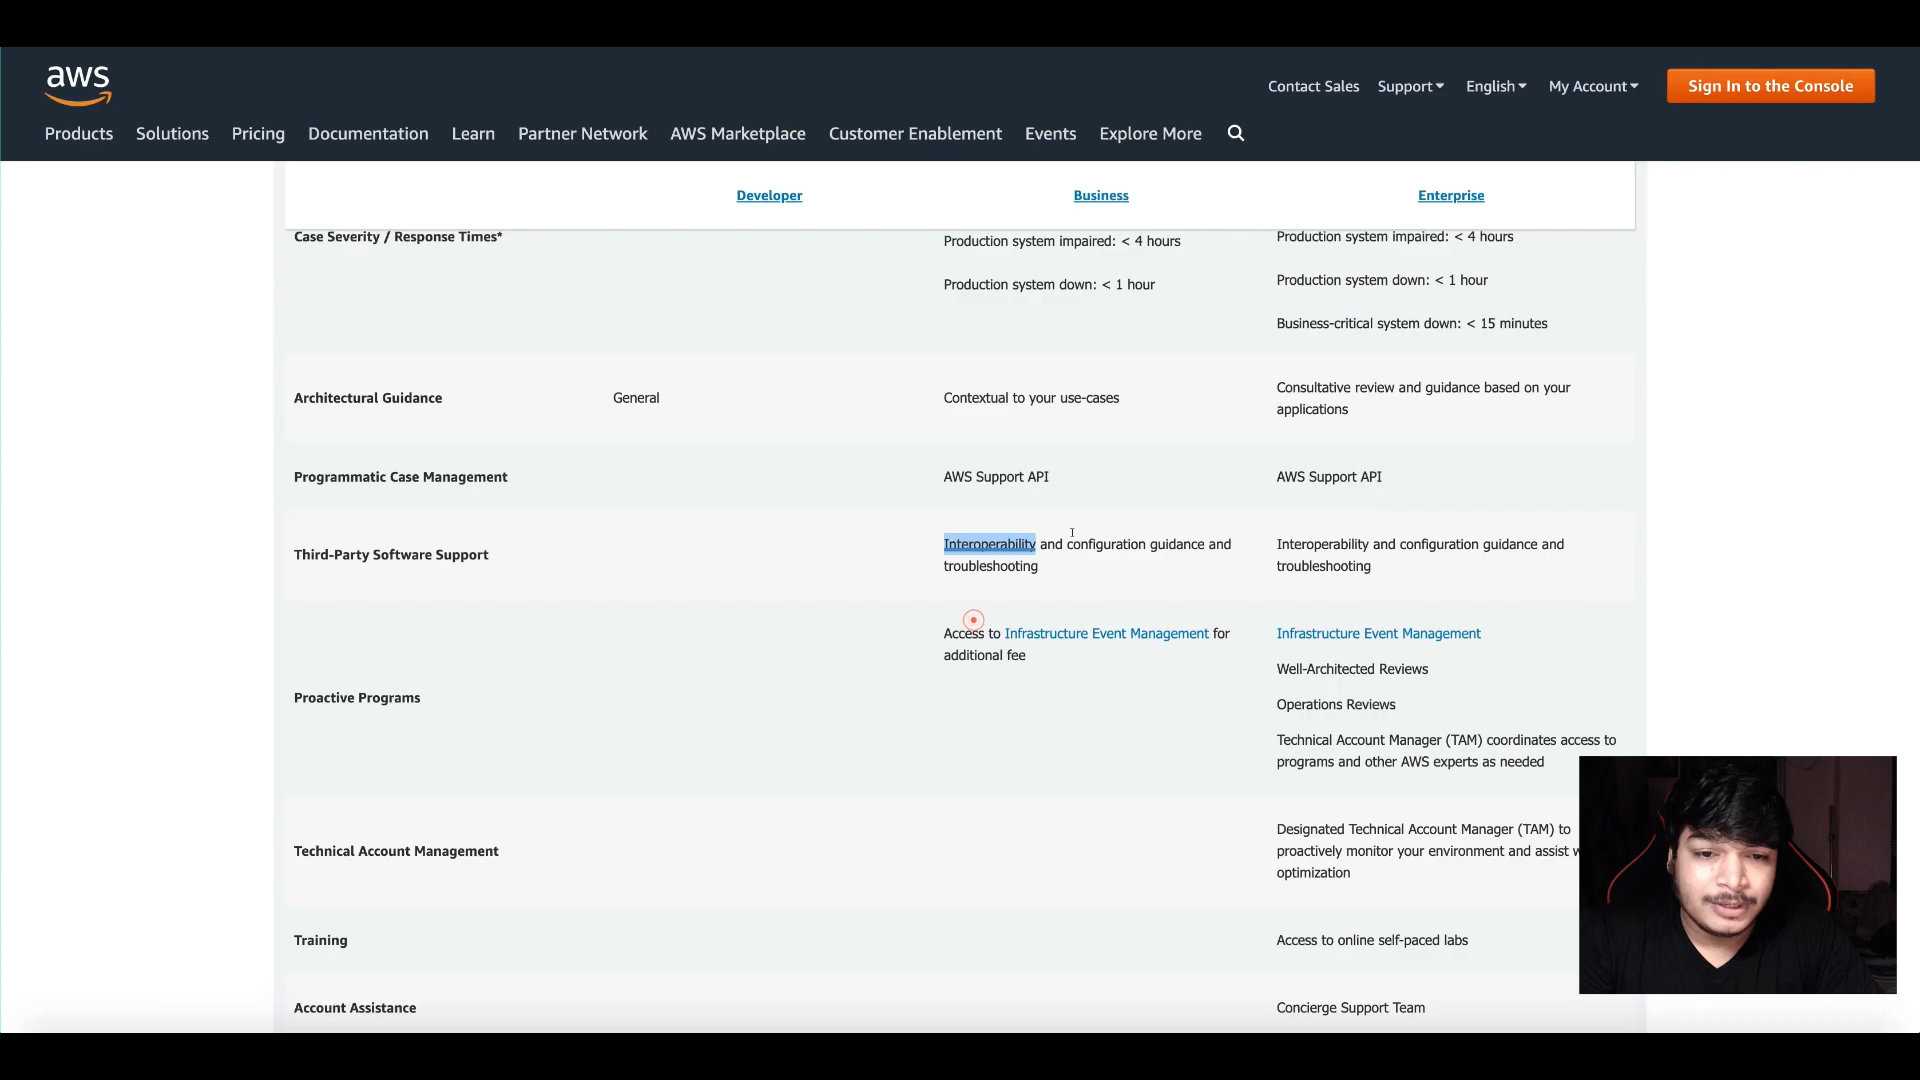 aws
Contact Sales Support English My Account Sign In to the Console
Products Solutions Pricing Documentation Learn Partner Network AWS Marketplace Customer Enablement Events Explore More
Developer Business Enterprise
Case Severity / Response Times*
Production system impaired: < 4 hours
Production system down: < 1 hour
Production system impaired: < 4 hours
Production system down: < 1 hour
Business-critical system down: < 15 minutes
Architectural Guidance
General
Contextual to your use-cases
Consultative review and guidance based on your
applications
Programmatic Case Management
AWS Support API
AWS Support API
Third-Party Software Support
Interoperability and configuration guidance and
troubleshooting
Interoperability and configuration guidance and
troubleshooting
Proactive Programs
Access to Infrastructure Event Management for
additional fee
Infrastructure Event Management
Well-Architected Reviews
Operations Reviews
Technical Account Manager (TAM) coordinates access to
programs and other AWS experts as needed
Technical Account Management
Designated Technical Account Manager (TAM) to
proactively monitor your environment and assist
optimization
Training
Access to online self-paced labs
Account Assistance
Concierge Support Team